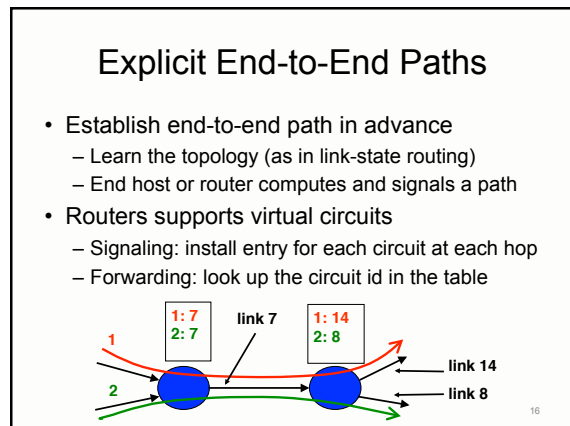 Explicit End-to-End Paths
• Establish end-to-end path in advance
– Learn the topology (as in link-state routing)
– End host or router computes and signals a path
• Routers supports virtual circuits
– Signaling: install entry for each circuit at each hop
– Forwarding: look up the circuit id in the table
1: 7
2: 7
link 7
1: 14
2: 8
1
link 14
2
link 8
16